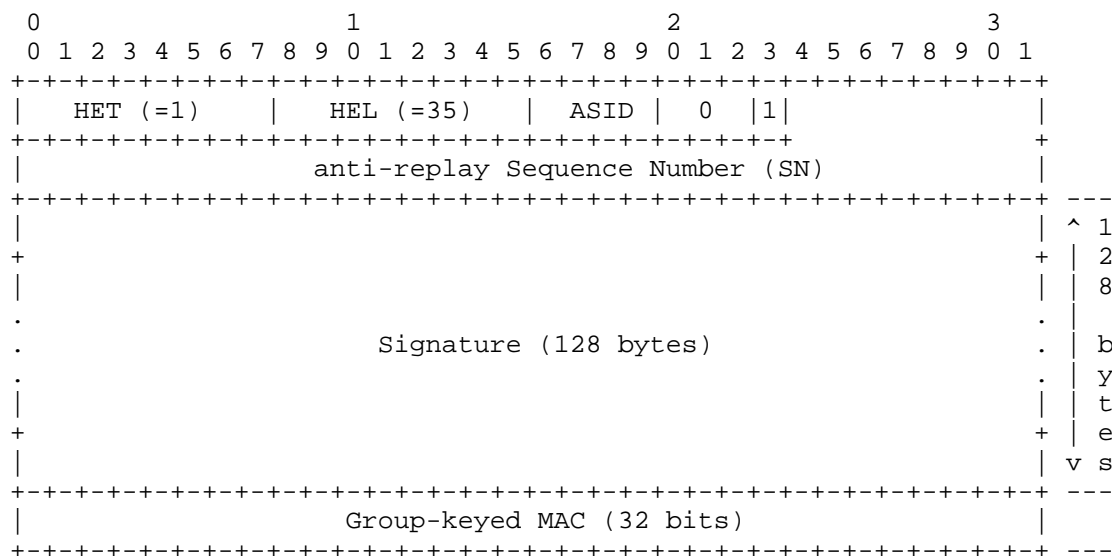 0                   1                   2                   3
 0 1 2 3 4 5 6 7 8 9 0 1 2 3 4 5 6 7 8 9 0 1 2 3 4 5 6 7 8 9 0 1
+-+-+-+-+-+-+-+-+-+-+-+-+-+-+-+-+-+-+-+-+-+-+-+-+-+-+-+-+-+-+-+-+
|   HET (=1)    |   HEL (=35)   |  ASID |  0  |1|               |
+-+-+-+-+-+-+-+-+-+-+-+-+-+-+-+-+-+-+-+-+-+-+-+-+               +
|                  anti-replay Sequence Number (SN)             |
+-+-+-+-+-+-+-+-+-+-+-+-+-+-+-+-+-+-+-+-+-+-+-+-+-+-+-+-+-+-+-+-+ ---
|                                                               | ^ 1
+                                                               + | 2
|                                                               | | 8
.                                                               . |
.                      Signature (128 bytes)                    . | b
.                                                               . | y
|                                                               | | t
+                                                               + | e
|                                                               | v s
+-+-+-+-+-+-+-+-+-+-+-+-+-+-+-+-+-+-+-+-+-+-+-+-+-+-+-+-+-+-+-+-+ ---
|                    Group-keyed MAC (32 bits)                  |
+-+-+-+-+-+-+-+-+-+-+-+-+-+-+-+-+-+-+-+-+-+-+-+-+-+-+-+-+-+-+-+-+ ---